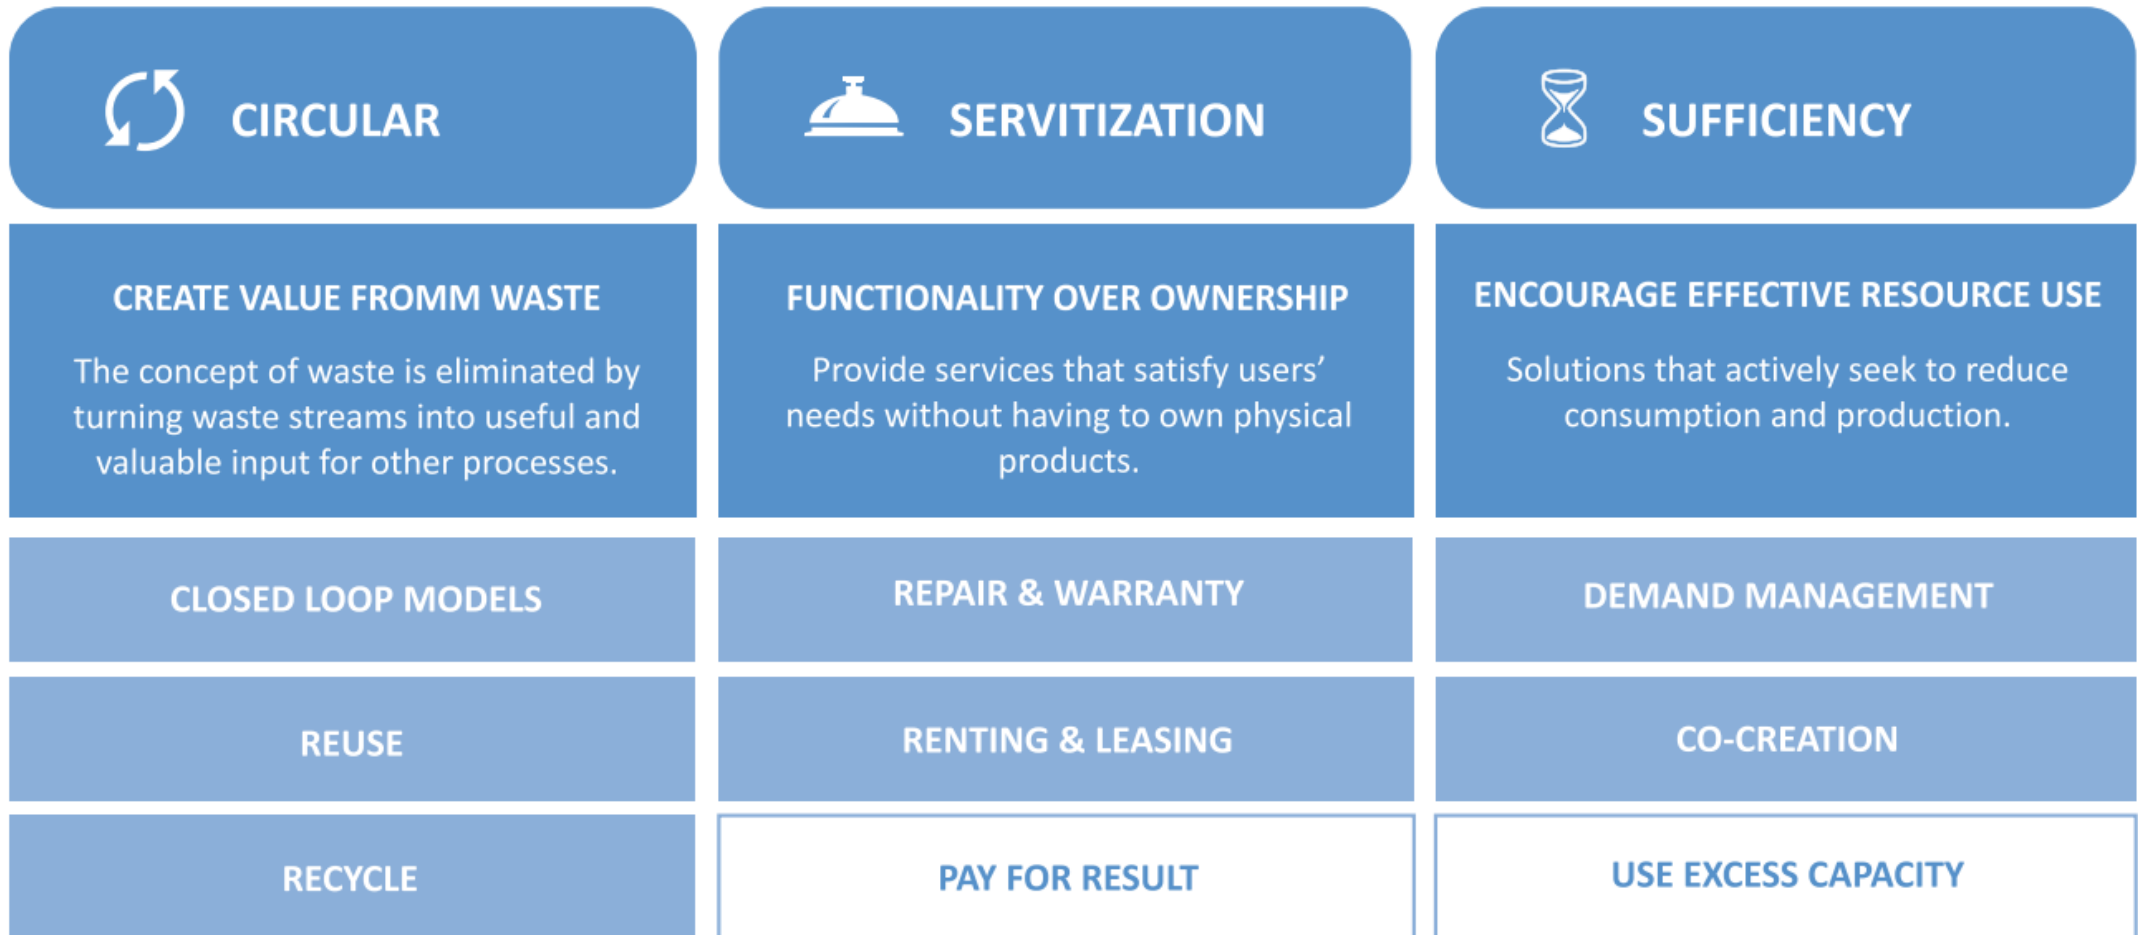 CIRCULAR
SERVITIZATION
SUFFICIENCY
CREATE VALUE FROMM WASTE
The concept of waste is eliminated by
turning waste streams into useful and
valuable input for other processes.
FUNCTIONALITY OVER OWNERSHIP
Provide services that satisfy users’
needs without having to own physical
products.
ENCOURAGE EFFECTIVE RESOURCE USE
Solutions that actively seek to reduce
consumption and production.
CLOSED LOOP MODELS
REPAIR & WARRANTY
DEMAND MANAGEMENT
REUSE
RENTING & LEASING
CO-CREATION
RECYCLE
PAY FOR RESULT
USE EXCESS CAPACITY